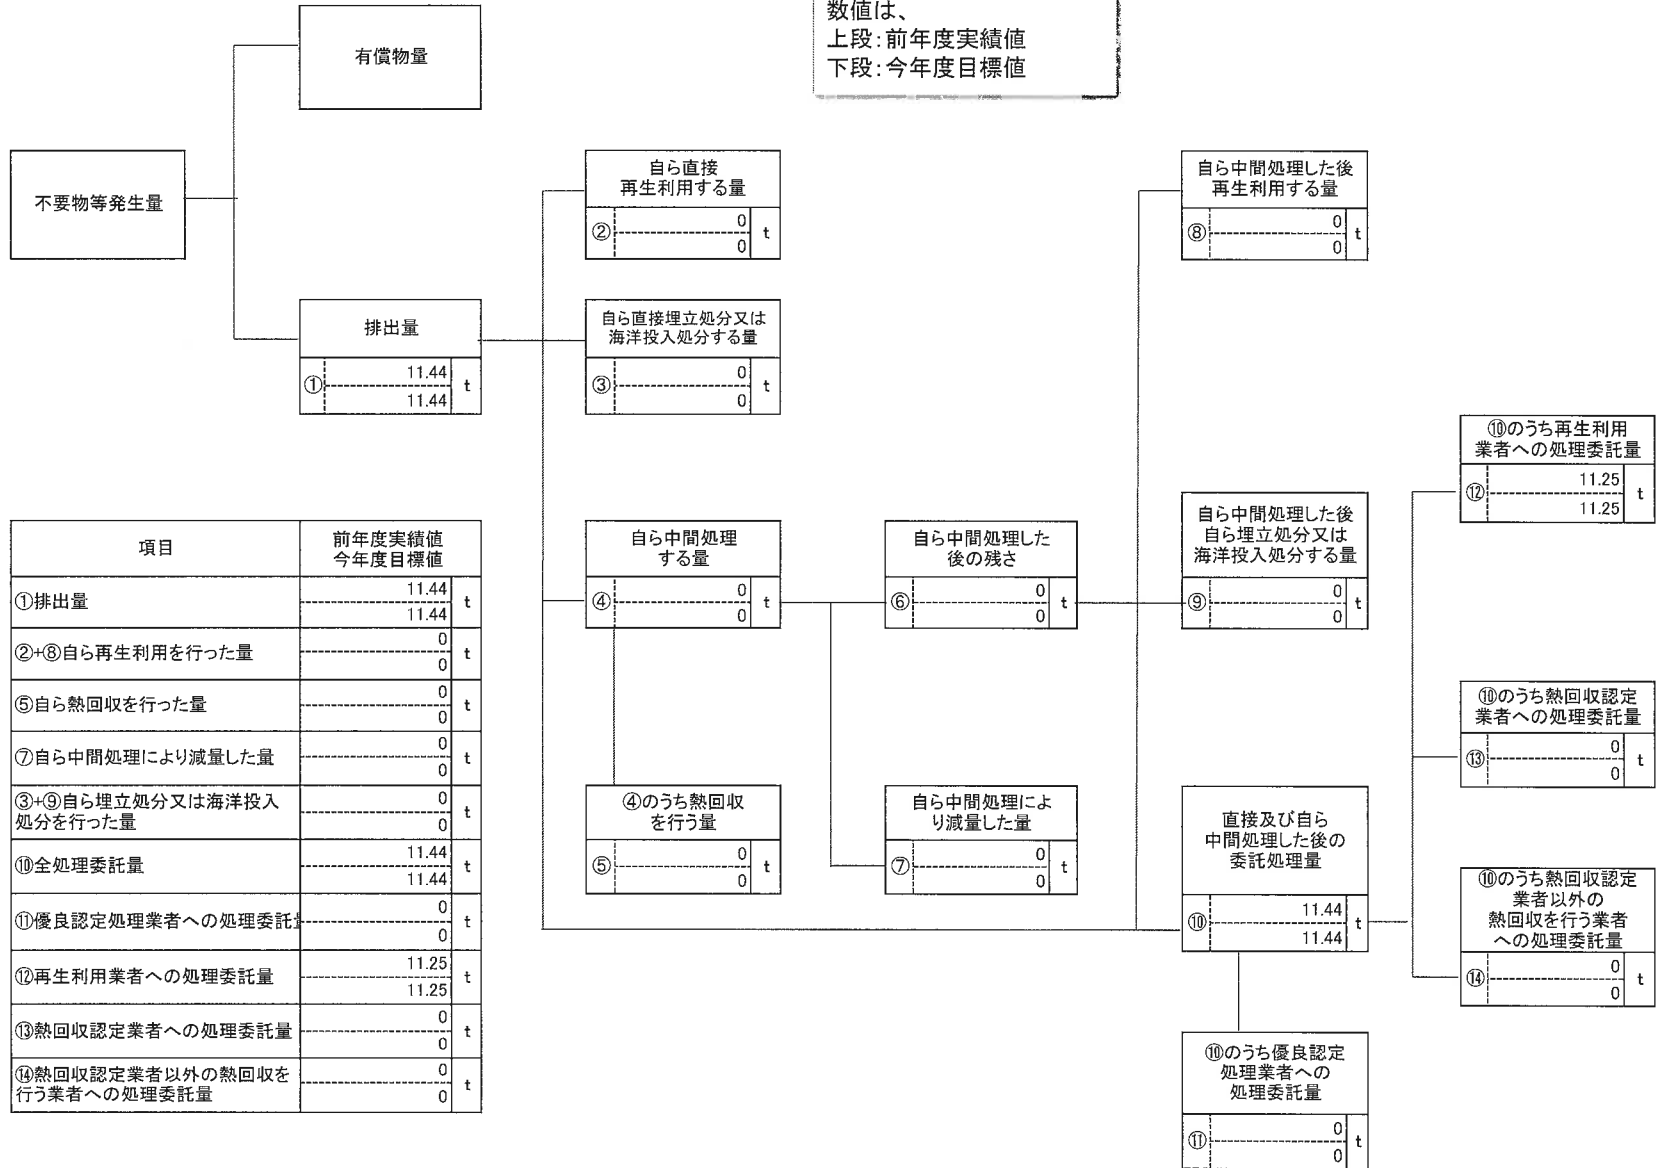 数値は、
上段:前年度実績値
下段:今年度目標値
有償物量
不要物等発生量
排出量
① 11.44 t
11.44
自ら直接
再生利用する量
② 0 t
0
自ら直接埋立処分又は
海洋投入処分する量
③ 0 t
0
自ら中間処理した後
再生利用する量
⑧ 0 t
0
自ら中間処理
する量
④ 0 t
0
自ら中間処理した
後の残さ
⑥ 0 t
0
自ら中間処理した後
自ら埋立処分又は
海洋投入処分する量
⑨ 0 t
0
④のうち熱回収
を行う量
⑤ 0 t
0
自ら中間処理によ
り減量した量
⑦ 0 t
0
直接及び自ら
中間処理した後の
委託処理量
⑩ 11.44 t
11.44
⑩のうち優良認定
処理業者への
処理委託量
⑪ 0 t
0
⑩のうち再生利用
業者への処理委託量
⑫ 11.25 t
11.25
⑩のうち熱回収認定
業者への処理委託量
⑬ 0 t
0
⑩のうち熱回収認定
業者以外の
熱回収を行う業者
への処理委託量
⑭ 0 t
0
項目 前年度実績値
今年度目標値
①排出量 11.44 t
11.44
②+⑧自ら再生利用を行った量 0 t
0
⑤自ら熱回収を行った量 0 t
0
⑦自ら中間処理により減量した量 0 t
0
③+⑨自ら埋立処分又は海洋投入
処分を行った量 0 t
0
⑩全処理委託量 11.44 t
11.44
⑪優良認定処理業者への処理委託 0 t
0
⑫再生利用業者への処理委託量 11.25 t
11.25
⑬熱回収認定業者への処理委託量 0 t
0
⑭熱回収認定業者以外の熱回収を
行う業者への処理委託量 0 t
0